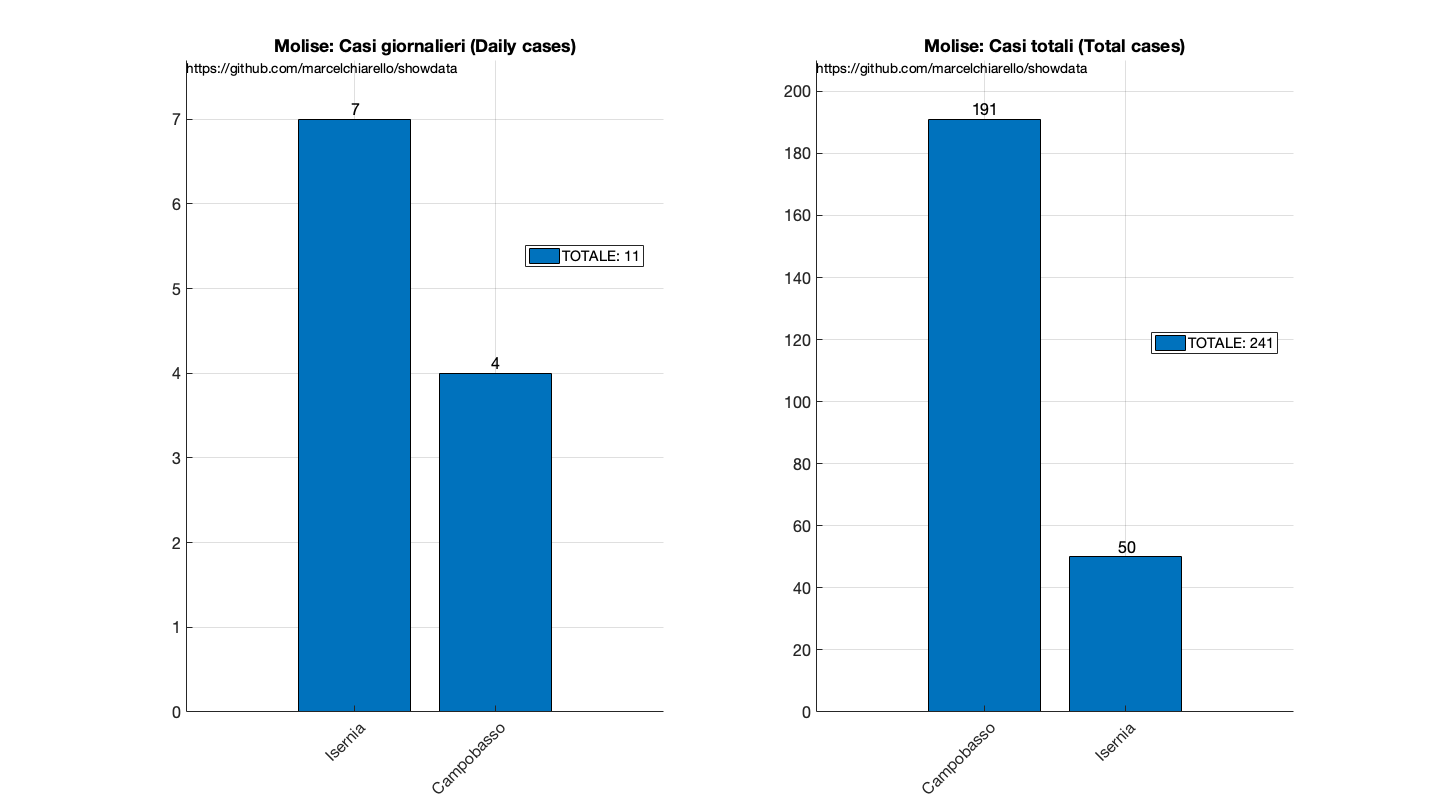 Molise: Casi giornalieri (Daily cases)
https://github.com/marcelchiarello/showdata
7
6
5
4
3
2
1
0
7
4
TOTALE: 11
Isernia
Campobasso
Molise: Casi totali (Total cases)
https://github.com/marcelchiarello/showdata
200
180
160
140
120
100
80
60
40
20
0
191
50
TOTALE: 241
Campobasso
Isernia